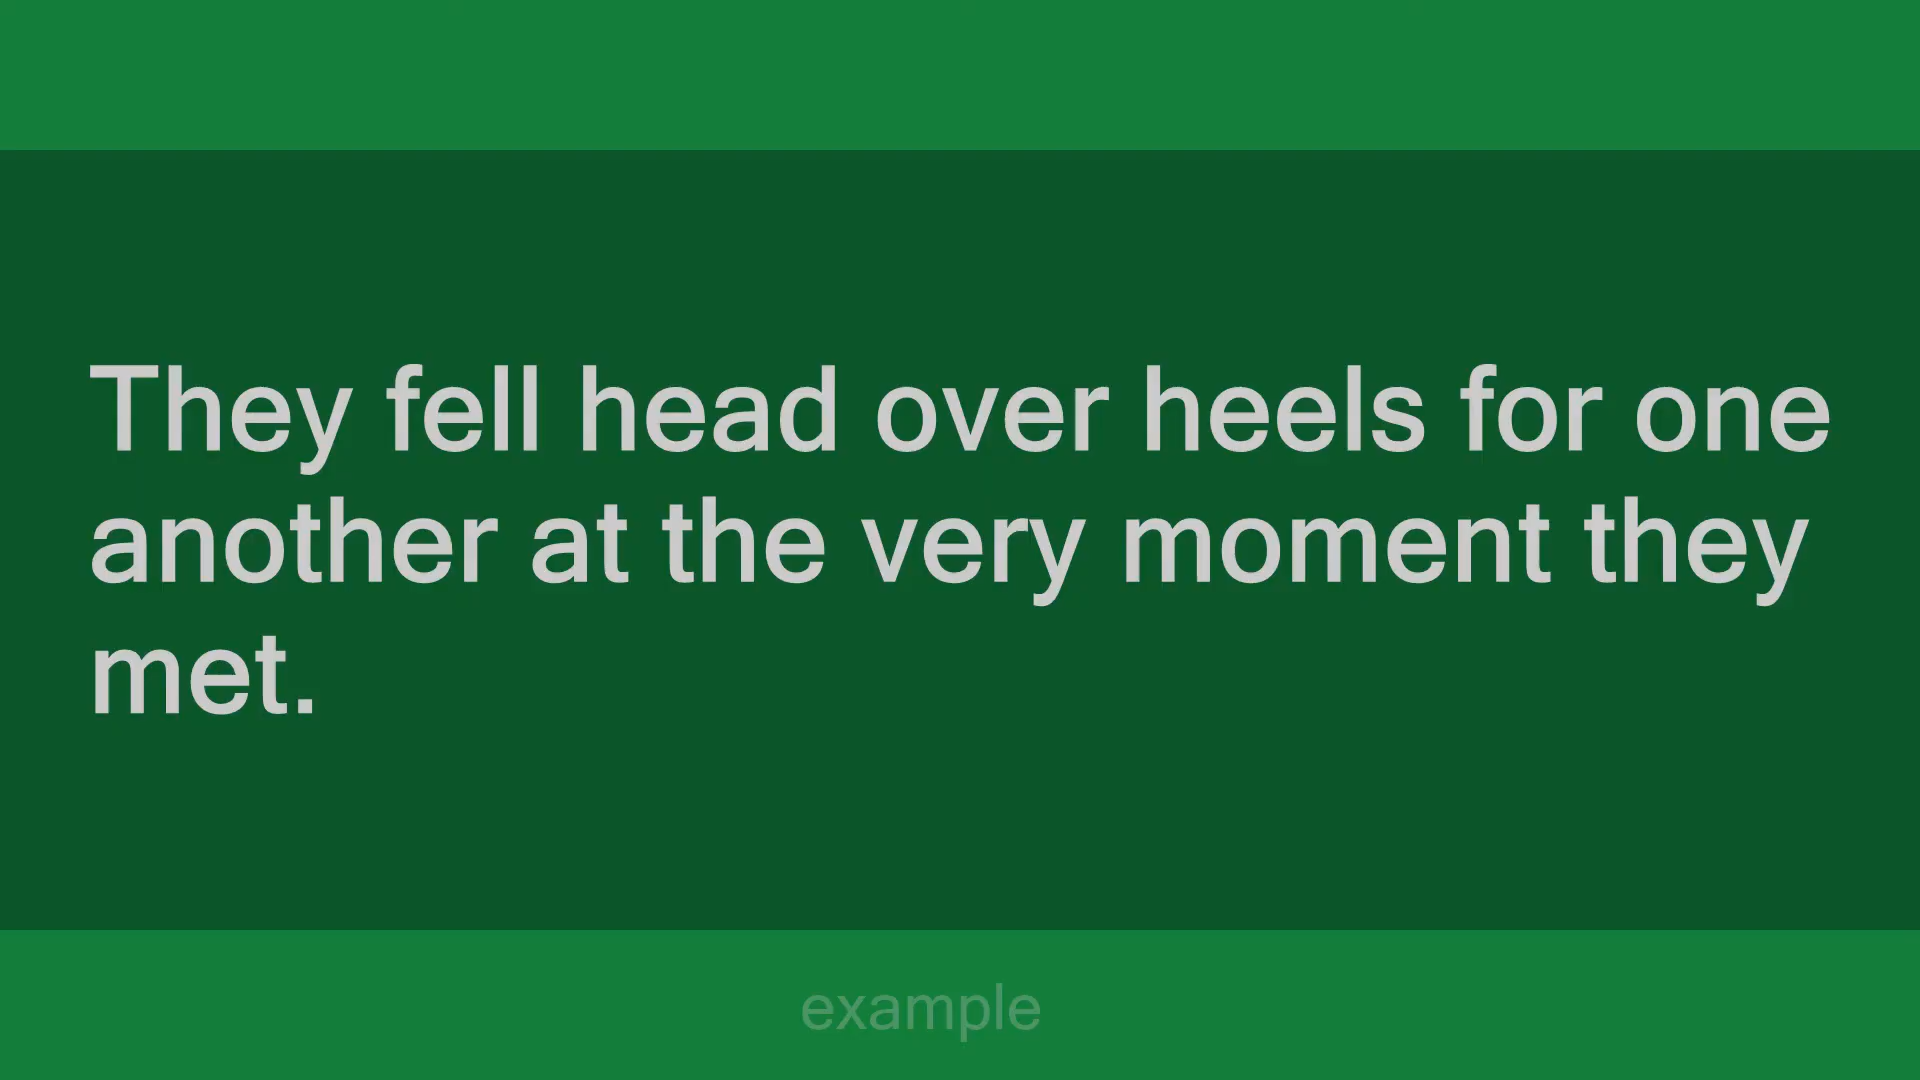 They fell head over heels for one
another at the very moment they
met.
example